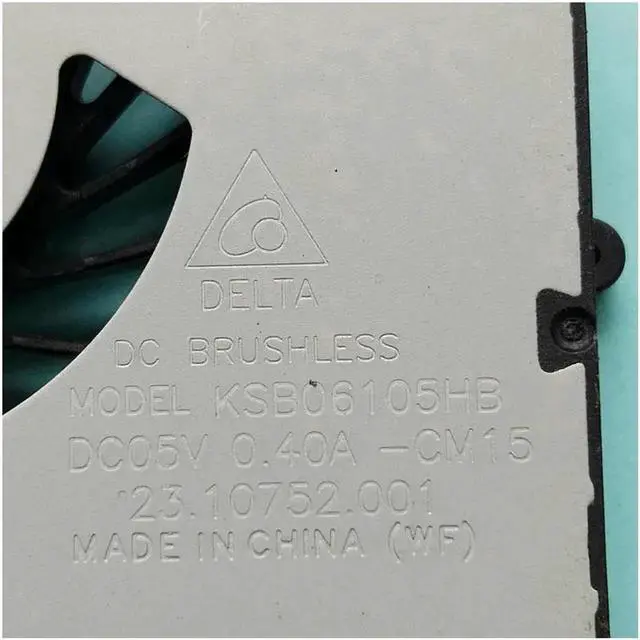 DELTA
DC BRUSHLESS
MODEL KSB06105HB
DC05V 0.40A -CM15
23.10752.001
MADE IN CHINA (WF)